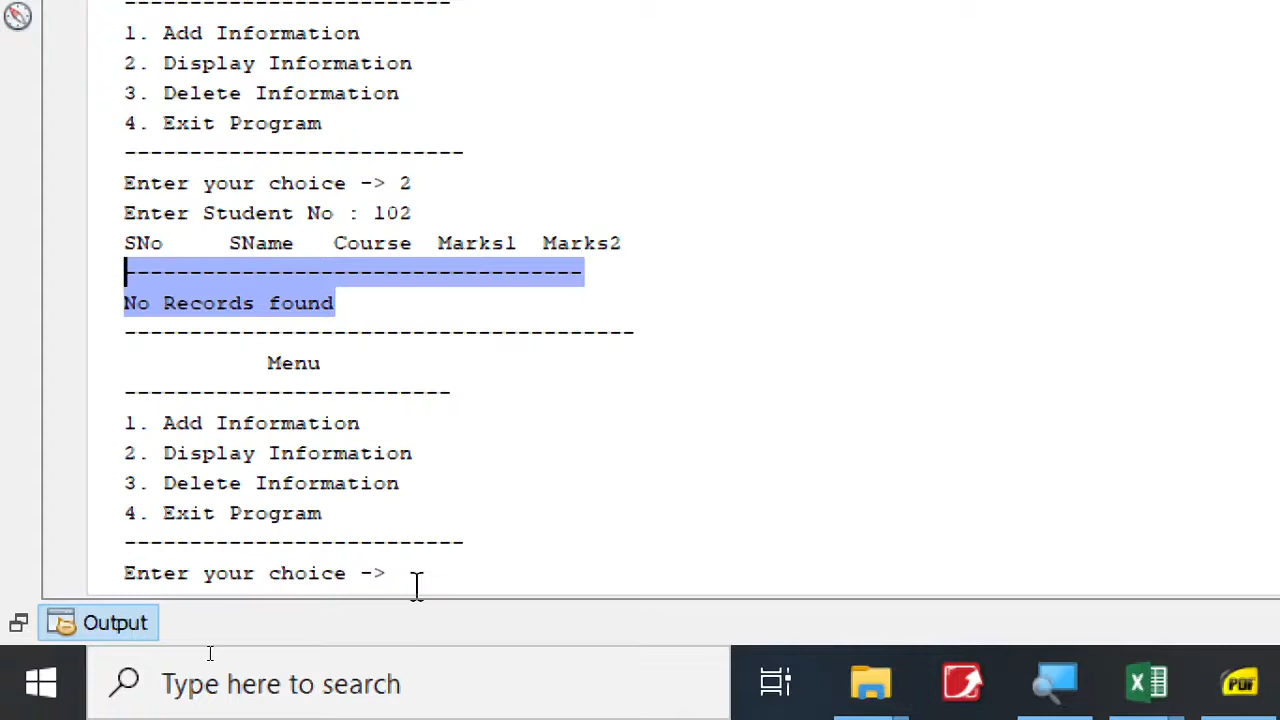 --------------------------
1. Add Information
2. Display Information
3. Delete Information
4. Exit Program
--------------------------
Enter your choice -> 2
Enter Student No : 102
SNo     SName   Course  Marks1  Marks2
-----------------------------------
No Records found
---------------------------------------
           Menu
-------------------------
1. Add Information
2. Display Information
3. Delete Information
4. Exit Program
--------------------------
Enter your choice ->
Output
Type here to search
PDF